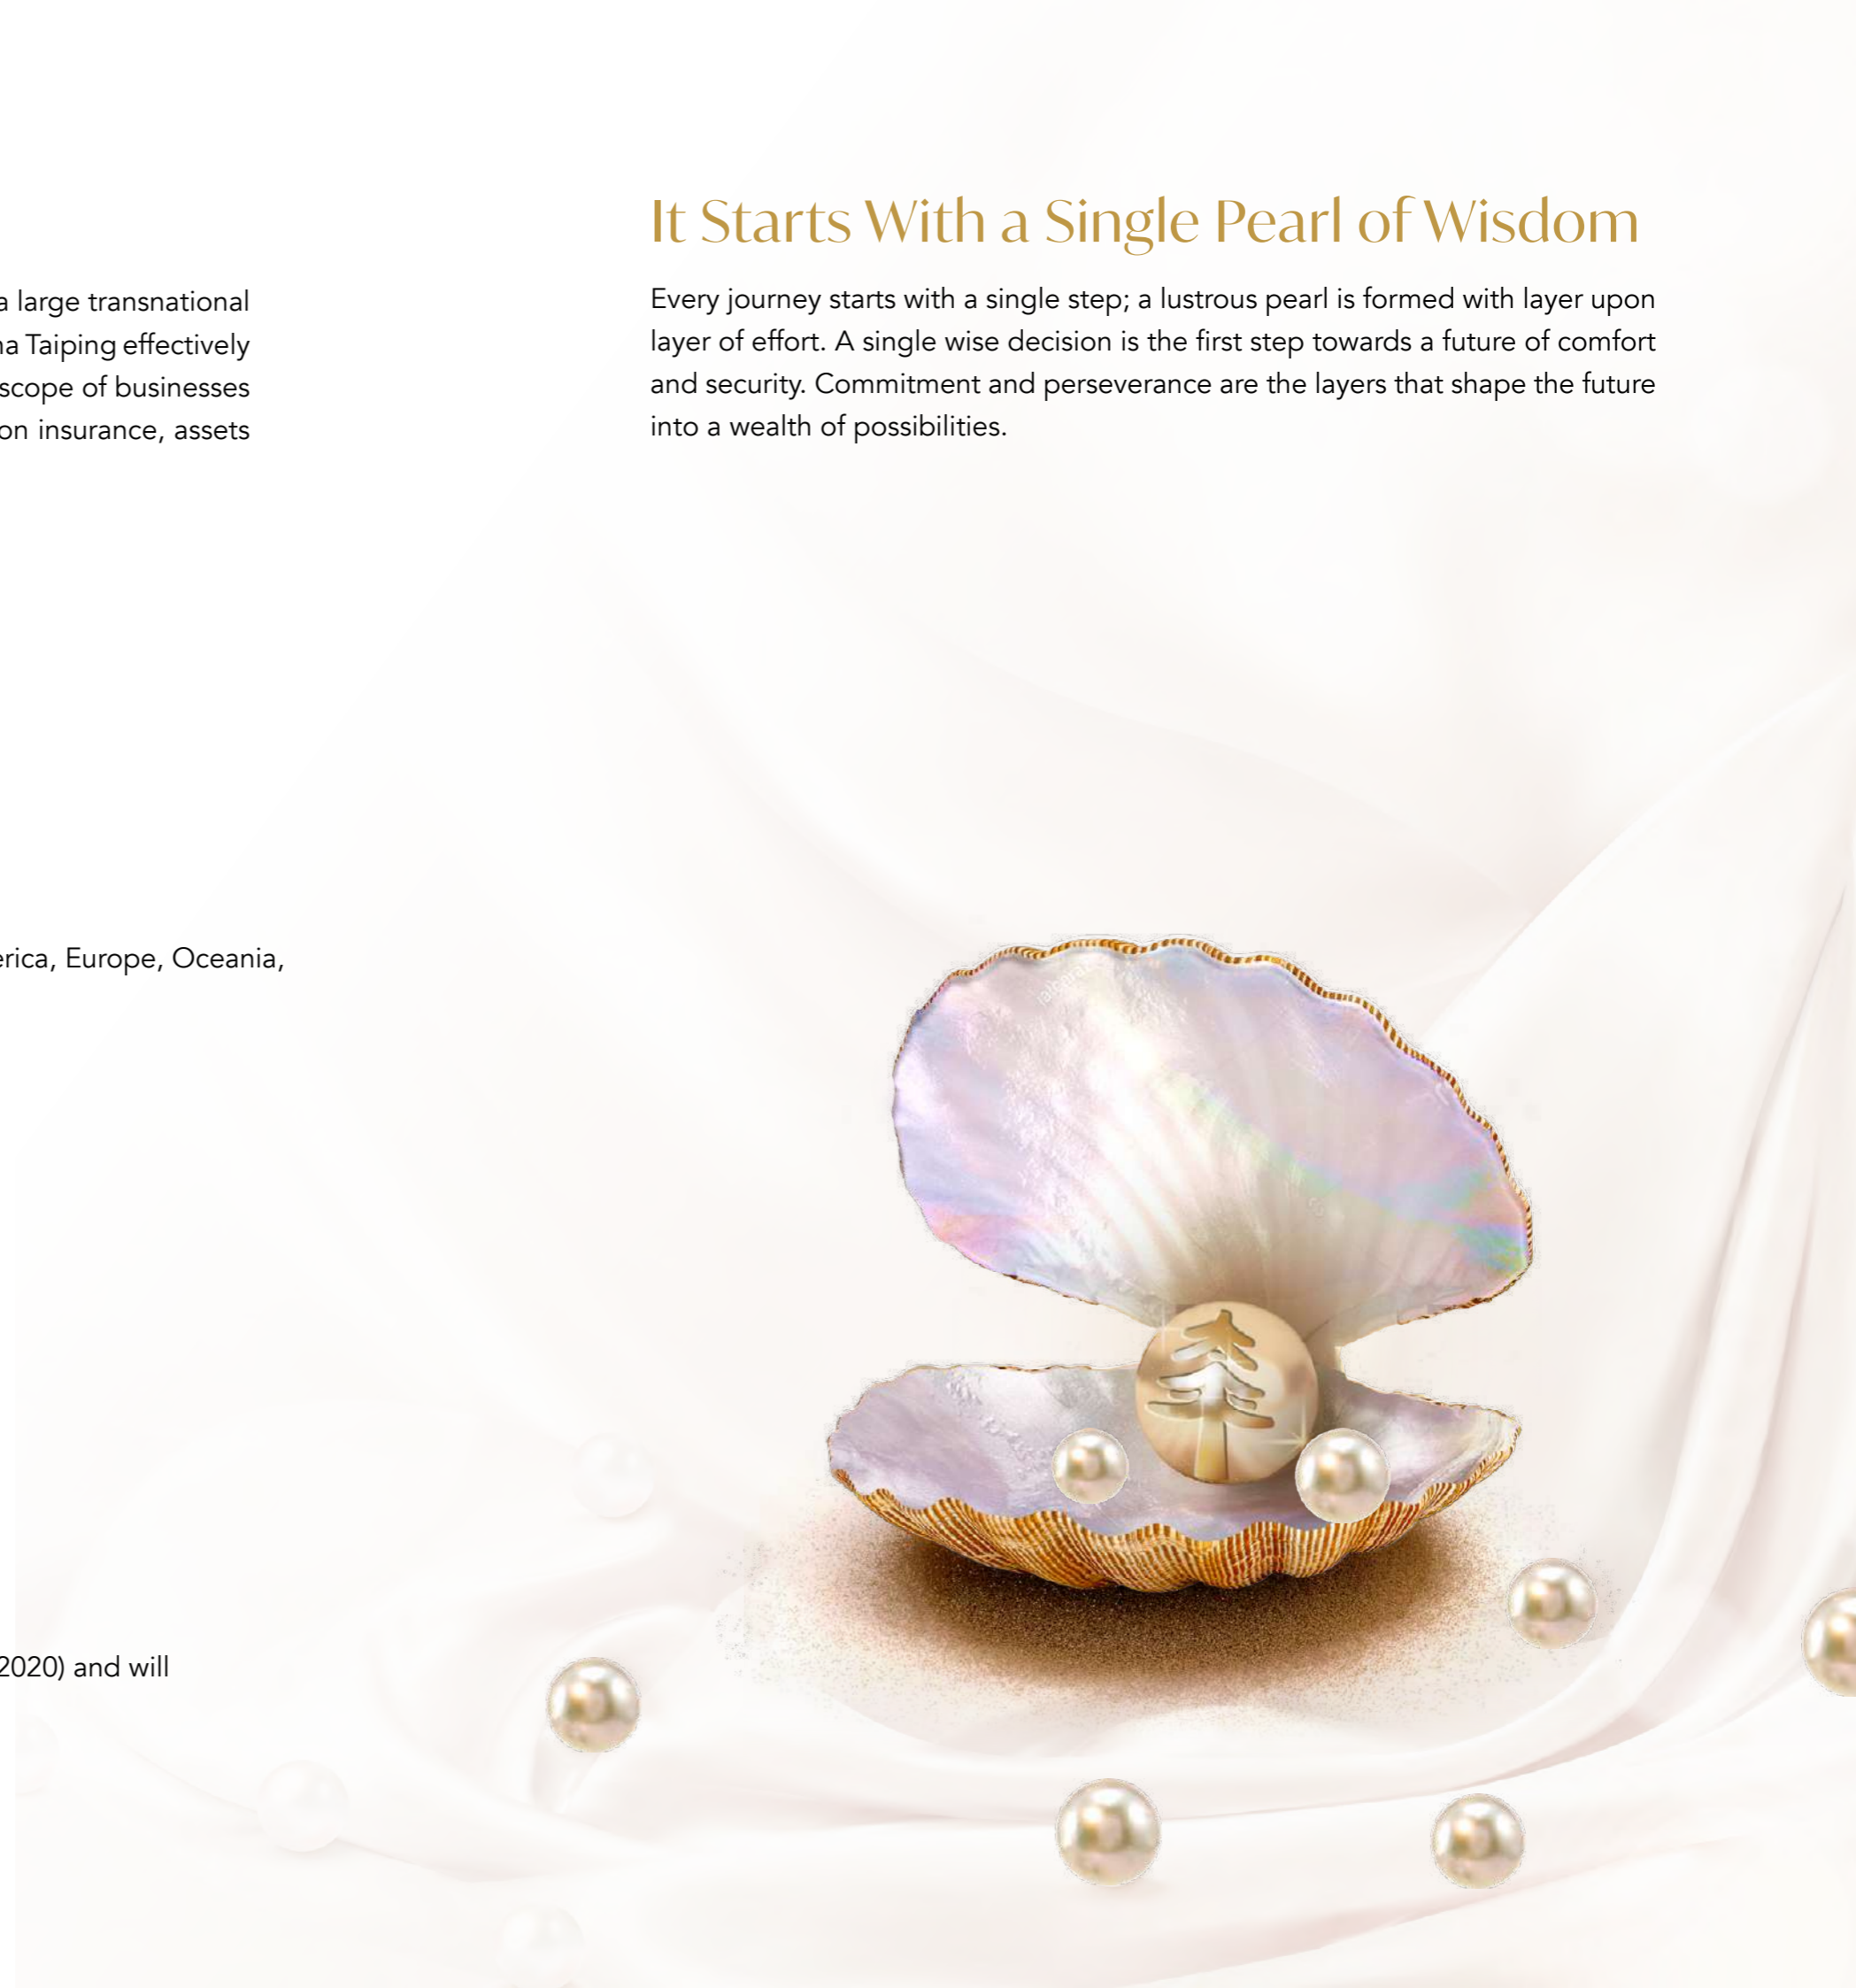 a large transnational
na Taiping effectively
scope of businesses
on insurance, assets
erica, Europe, Oceania,
2020) and will
It Starts With a Single Pearl of Wisdom
Every journey starts with a single step; a lustrous pearl is formed with layer upon
layer of effort. A single wise decision is the first step towards a future of comfort
and security. Commitment and perseverance are the layers that shape the future
into a wealth of possibilities.